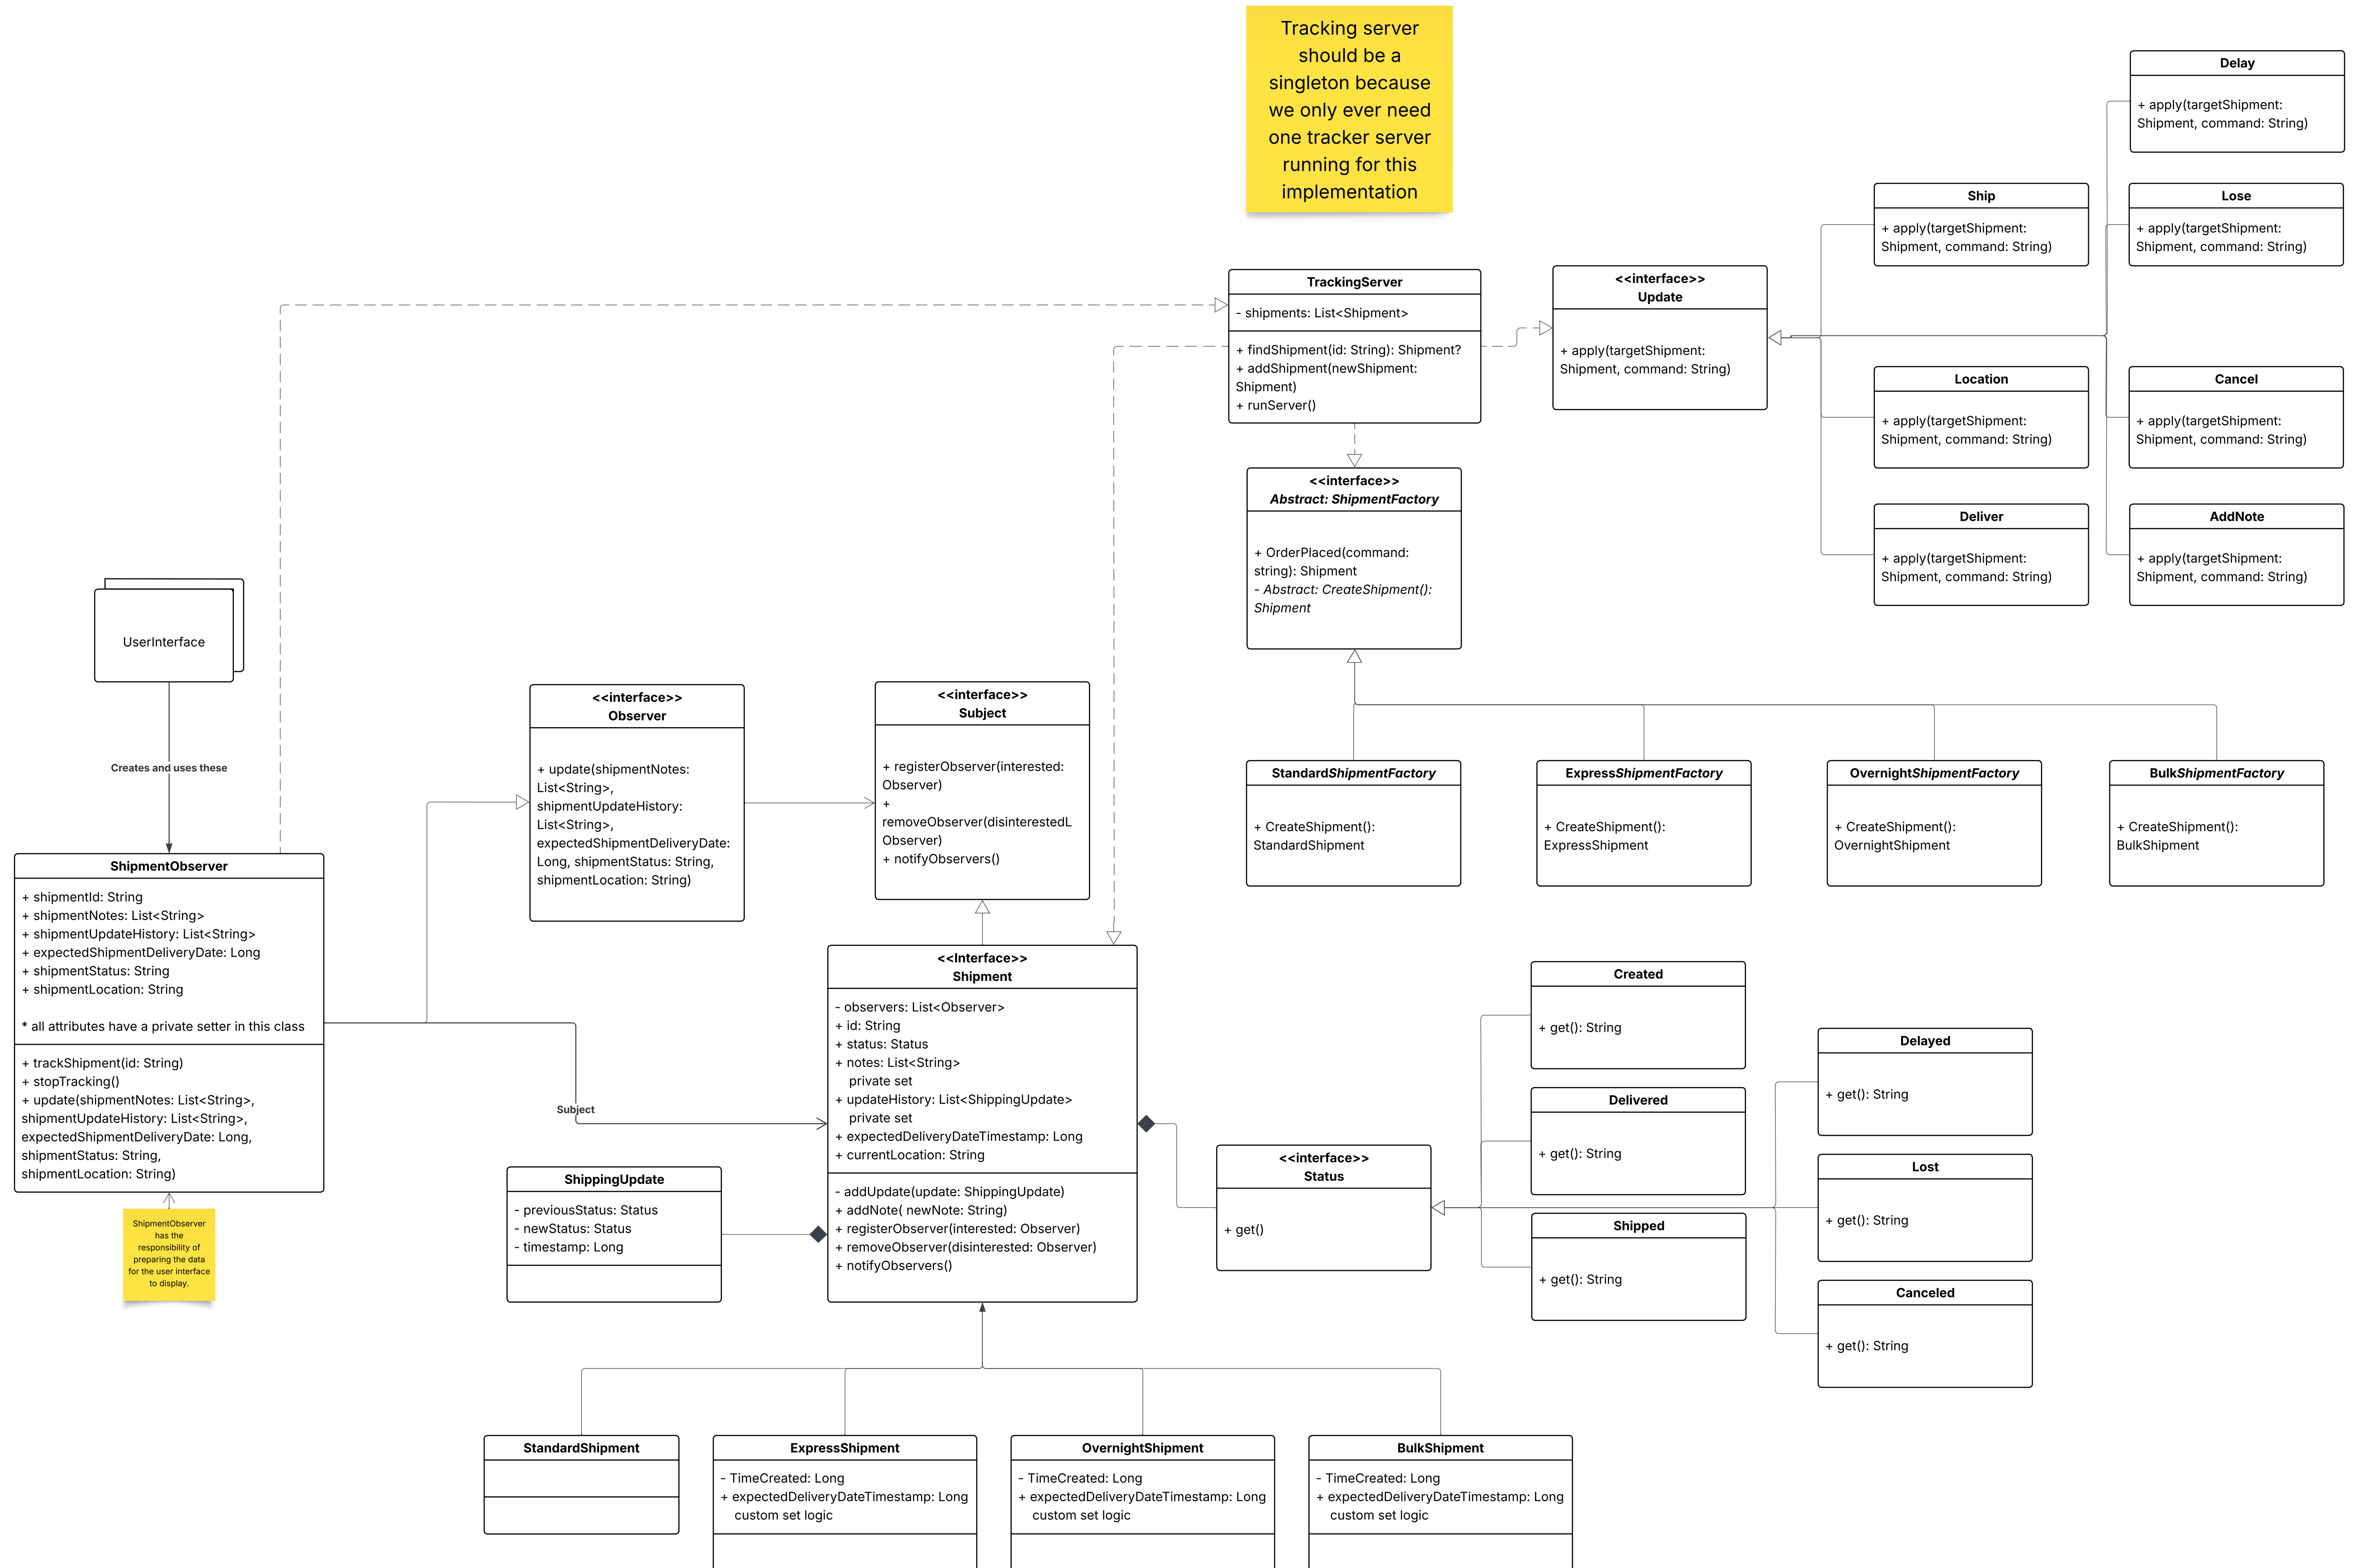 Tracking server
should be a
singleton because
we only ever need
one tracker server
running for this
implementation
Delay
+ apply(targetShipment:
Shipment, command: String)
Ship
+ apply(targetShipment:
Shipment, command: String)
Lose
+ apply(targetShipment:
Shipment, command: String)
TrackingServer
- shipments: List<Shipment>
+ findShipment(id: String): Shipment?
+ addShipment(newShipment:
Shipment)
+ runServer()
<<interface>>
Update
+ apply(targetShipment:
Shipment, command: String)
Location
+ apply(targetShipment:
Shipment, command: String)
Cancel
+ apply(targetShipment:
Shipment, command: String)
<<interface>>
Abstract: ShipmentFactory
+ OrderPlaced(command:
string): Shipment
- Abstract: CreateShipment():
Shipment
Deliver
+ apply(targetShipment:
Shipment, command: String)
AddNote
+ apply(targetShipment:
Shipment, command: String)
UserInterface
Creates and uses these
<<interface>>
Observer
+ update(shipmentNotes:
List<String>,
shipmentUpdateHistory:
List<String>,
expectedShipmentDeliveryDate:
Long, shipmentStatus: String,
shipmentLocation: String)
<<interface>>
Subject
+ registerObserver(interested:
Observer)
+
removeObserver(disinterestedL
Observer)
+ notifyObservers()
StandardShipmentFactory
+ CreateShipment():
StandardShipment
ExpressShipmentFactory
+ CreateShipment():
ExpressShipment
OvernightShipmentFactory
+ CreateShipment():
OvernightShipment
BulkShipmentFactory
+ CreateShipment():
BulkShipment
ShipmentObserver
+ shipmentId: String
+ shipmentNotes: List<String>
+ shipmentUpdateHistory: List<String>
+ expectedShipmentDeliveryDate: Long
+ shipmentStatus: String
+ shipmentLocation: String
* all attributes have a private setter in this class
+ trackShipment(id: String)
+ stopTracking()
+ update(shipmentNotes: List<String>,
shipmentUpdateHistory: List<String>,
expectedShipmentDeliveryDate: Long,
shipmentStatus: String,
shipmentLocation: String)
ShipmentObserver
has the
responsibility of
preparing the data
for the user interface
to display.
Subject
<<Interface>>
Shipment
- observers: List<Observer>
+ id: String
+ status: Status
+ notes: List<String>
private set
+ updateHistory: List<ShippingUpdate>
private set
+ expectedDeliveryDateTimestamp: Long
+ currentLocation: String
- addUpdate(update: ShippingUpdate)
+ addNote( newNote: String)
+ registerObserver(interested: Observer)
+ removeObserver(disinterested: Observer)
+ notifyObservers()
ShippingUpdate
- previousStatus: Status
- newStatus: Status
- timestamp: Long
<<interface>>
Status
+ get()
Created
+ get(): String
Delivered
+ get(): String
Shipped
+ get(): String
Delayed
+ get(): String
Lost
+ get(): String
Canceled
+ get(): String
StandardShipment
ExpressShipment
- TimeCreated: Long
+ expectedDeliveryDateTimestamp: Long
custom set logic
OvernightShipment
- TimeCreated: Long
+ expectedDeliveryDateTimestamp: Long
custom set logic
BulkShipment
- TimeCreated: Long
+ expectedDeliveryDateTimestamp: Long
custom set logic